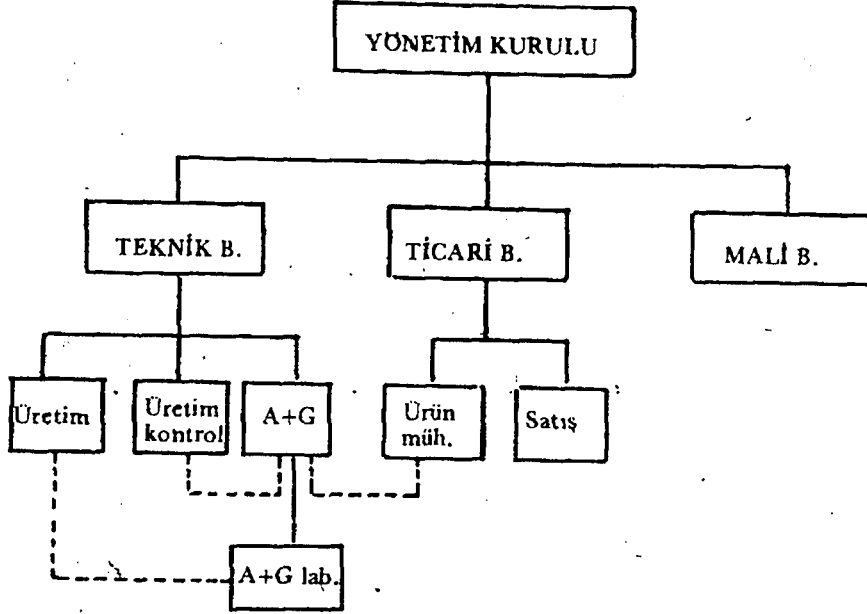 YÖNETİM KURULU
TEKNİK B.
TİCARİ B.
MALİ B.
Üretim
Üretim
kontrol
A+G
Ürün
müh.
Satış
A+G lab.